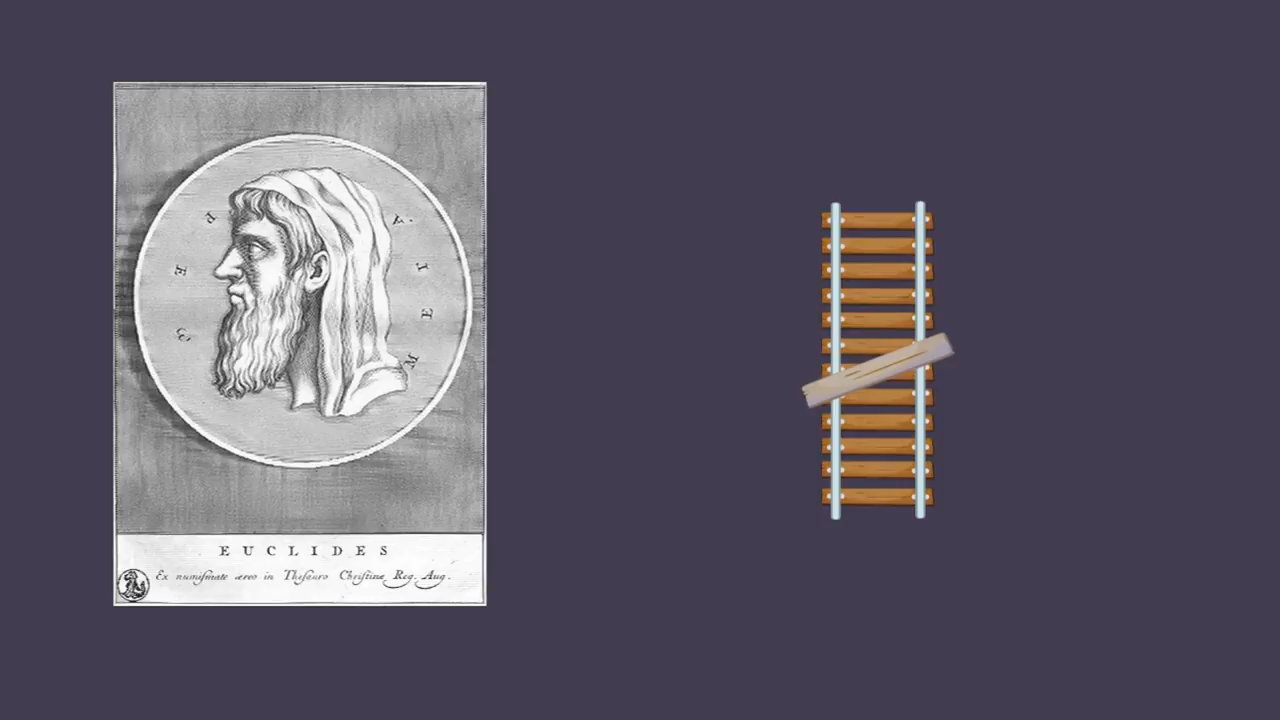 EUCLIDES
Ex numiſmate æreo in Theſauro Chriſtinæ Reg. Aug.